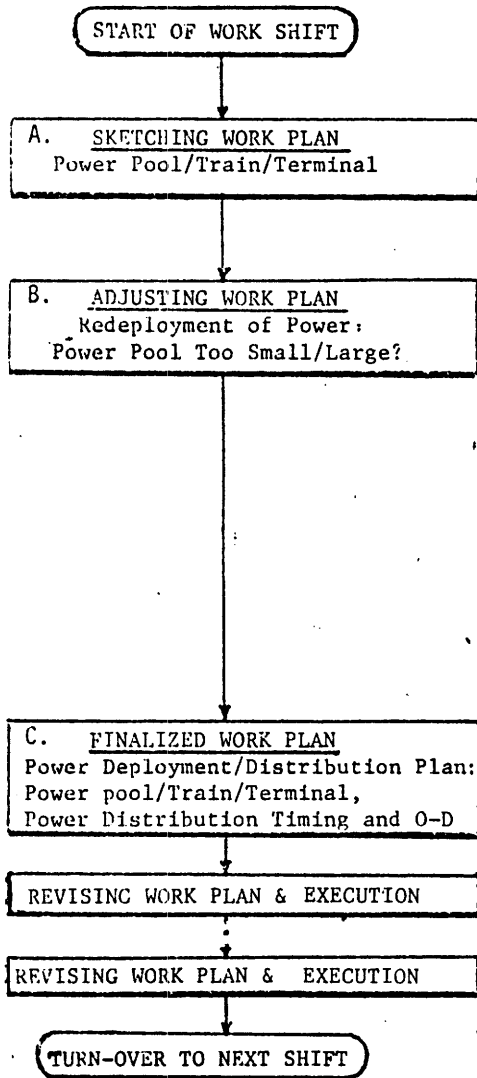 START OF WORK SHIFT
A. SKETCHING WORK PLAN
Power Pool/Train/Terminal
B. ADJUSTING WORK PLAN
Redeployment of Power:
Power Pool Too Small/Large?
C. FINALIZED WORK PLAN
Power Deployment/Distribution Plan:
Power pool/Train/Terminal,
Power Distribution Timing and O-D
REVISING WORK PLAN & EXECUTION
REVISING WORK PLAN & EXECUTION
TURN-OVER TO NEXT SHIFT